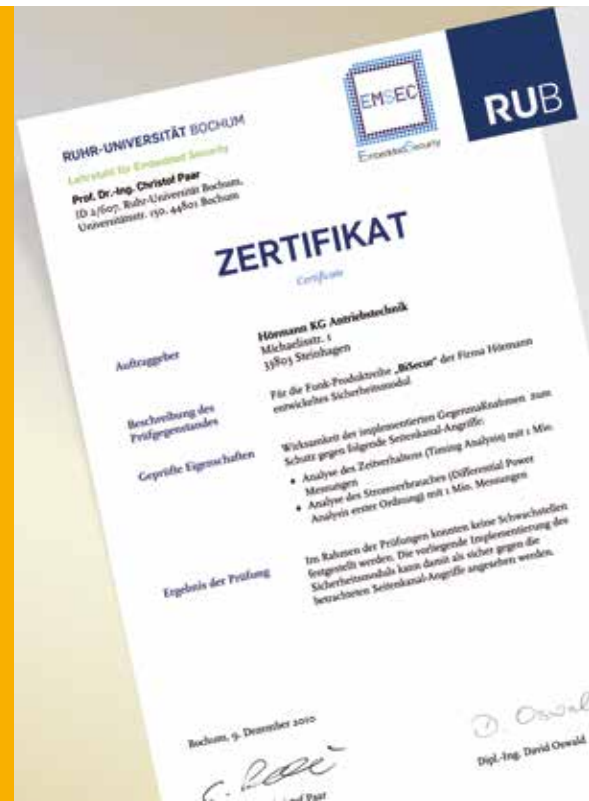 RUHR-UNIVERSITÄT BOCHUM
Lehrstuhl für Embedded Security
Prof. Dr.-Ing. Christof Paar
ID 2/607, Ruhr-Universität Bochum,
Universitätsstr. 150, 44801 Bochum
EMSEC
EmbeddedSecurity
RUB
ZERTIFIKAT
Certificate
Auftraggeber
Hörmann KG Antriebstechnik
Michaelisstr. 1
33803 Steinhagen
Beschreibung des
Prüfgegenstandes
Für die Funk-Produktreihe „BiSecur“ der Firma Hörmann
entwickeltes Sicherheitsmodul
Geprüfte Eigenschaften
Wirksamkeit der implementierten Gegenmaßnahmen zum
Schutz gegen folgende Seitenkanal-Angriffe:
• Analyse des Zeitverhaltens (Timing Analysis) mit 1 Mio.
Messungen
• Analyse des Stromverbrauches (Differential Power
Analysis erster Ordnung) mit 1 Mio. Messungen
Ergebnis der Prüfung
Im Rahmen der Prüfungen konnten keine Schwachstellen
festgestellt werden. Die vorliegende Implementierung des
Sicherheitsmoduls kann damit als sicher gegen die
betrachteten Seitenkanal-Angriffe angesehen werden.
Bochum, 9. Dezember 2010
D. Oswald
Dipl.-Ing. David Oswald
Paar